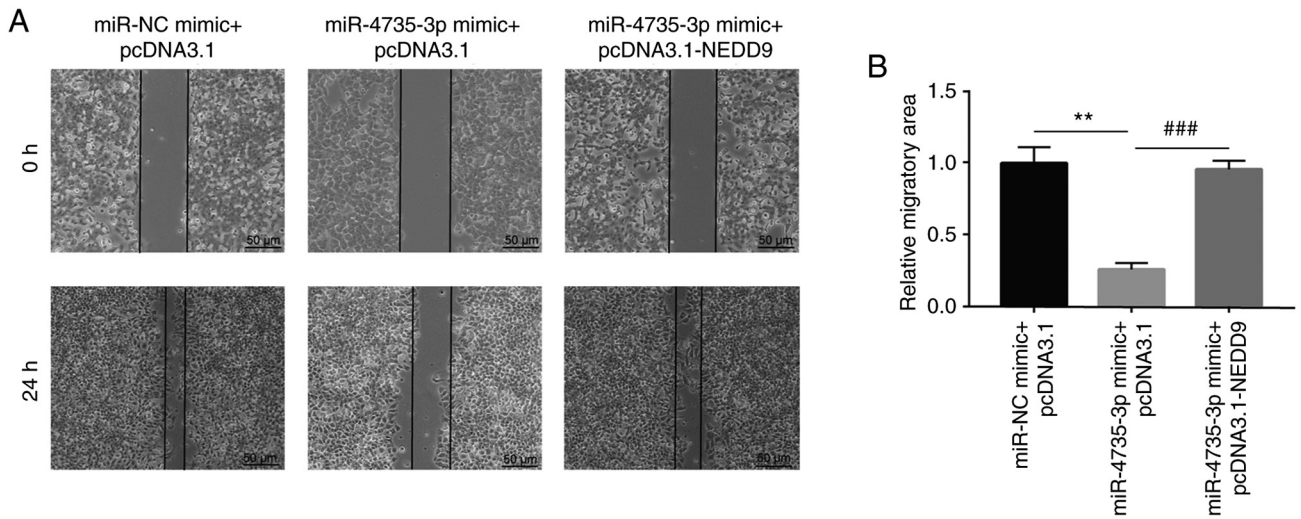 A
miR-NC mimic+
pcDNA3.1
miR-4735-3p mimic+
pcDNA3.1
miR-4735-3p mimic+
pcDNA3.1-NEDD9
0 h
50 µm
50 µm
50 µm
24 h
50 µm
50 µm
50 µm
B
Relative migratory area
1.5
1.0
0.5
0.0
**
###
miR-NC mimic+
pcDNA3.1
miR-4735-3p mimic+
pcDNA3.1
miR-4735-3p mimic+
pcDNA3.1-NEDD9